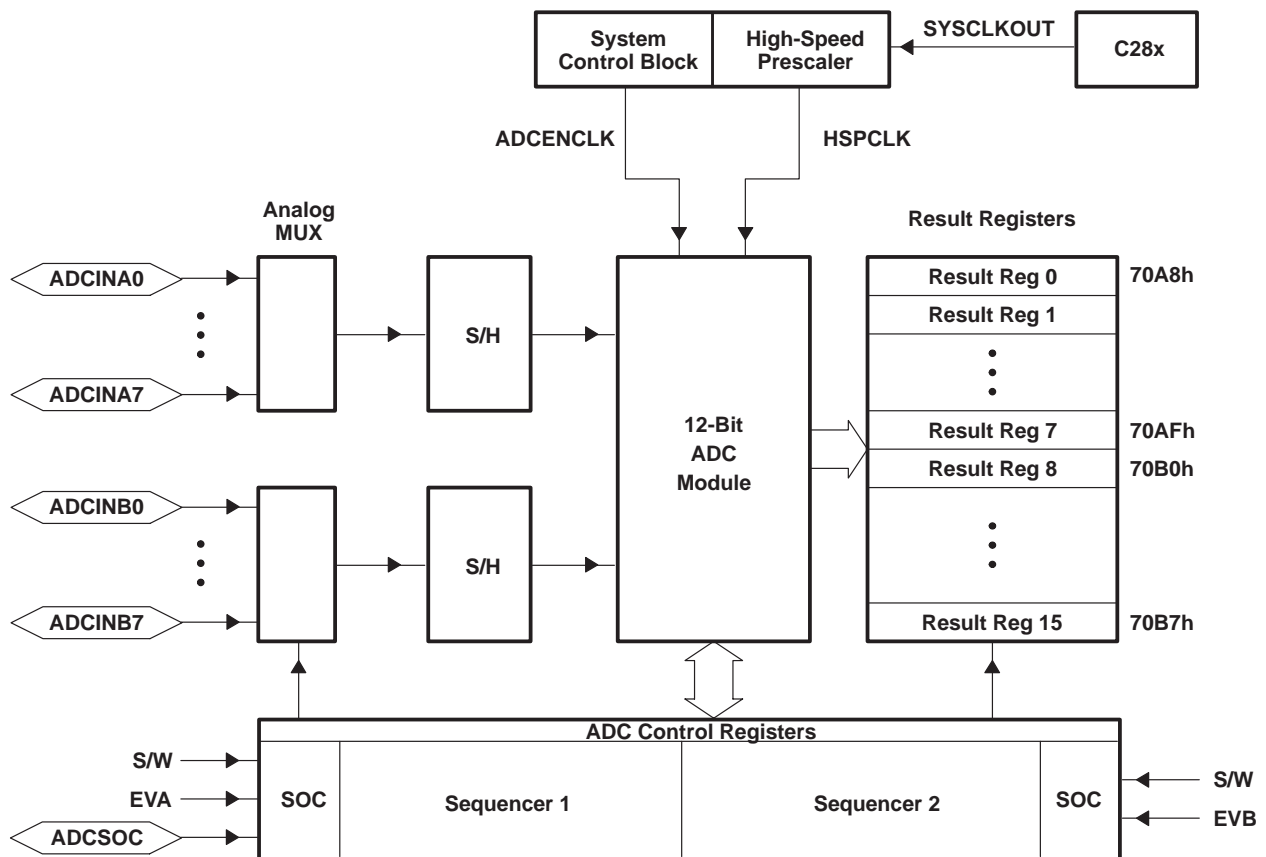 System
Control Block
High-Speed
Prescaler
SYSCLKOUT
C28x
ADCENCLK
HSPCLK
Analog
MUX
Result Registers
ADCINA0
ADCINA7
S/H
12-Bit
ADC
Module
Result Reg 0
70A8h
Result Reg 1
Result Reg 7
70AFh
Result Reg 8
70B0h
ADCINB0
ADCINB7
S/H
Result Reg 15
70B7h
ADC Control Registers
S/W
EVA
ADCSOC
SOC
Sequencer 1
Sequencer 2
SOC
S/W
EVB